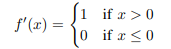 f'(x) = { 1 if x > 0
0 if x ≤ 0